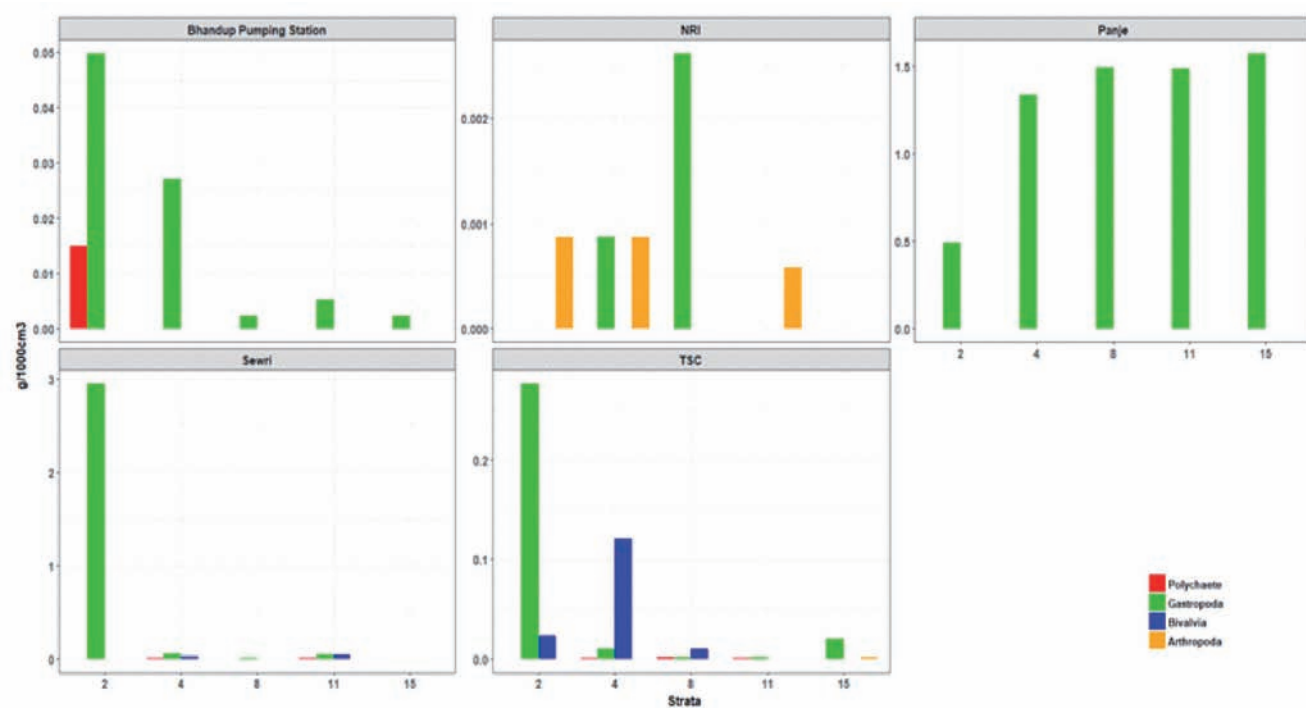 Bhandup Pumping Station
NRI
Panje
0.05
0.04
0.03
0.02
0.01
0.00
0.002
0.001
0.000
1.5
1.0
0.5
0.0
2 4 8 11 15
g/1000cm3
Sewri
TSC
3
2
1
0
0.2
0.1
0.0
2 4 8 11 15
2 4 8 11 15
Strata
Polychaete
Gastropoda
Bivalvia
Arthropoda